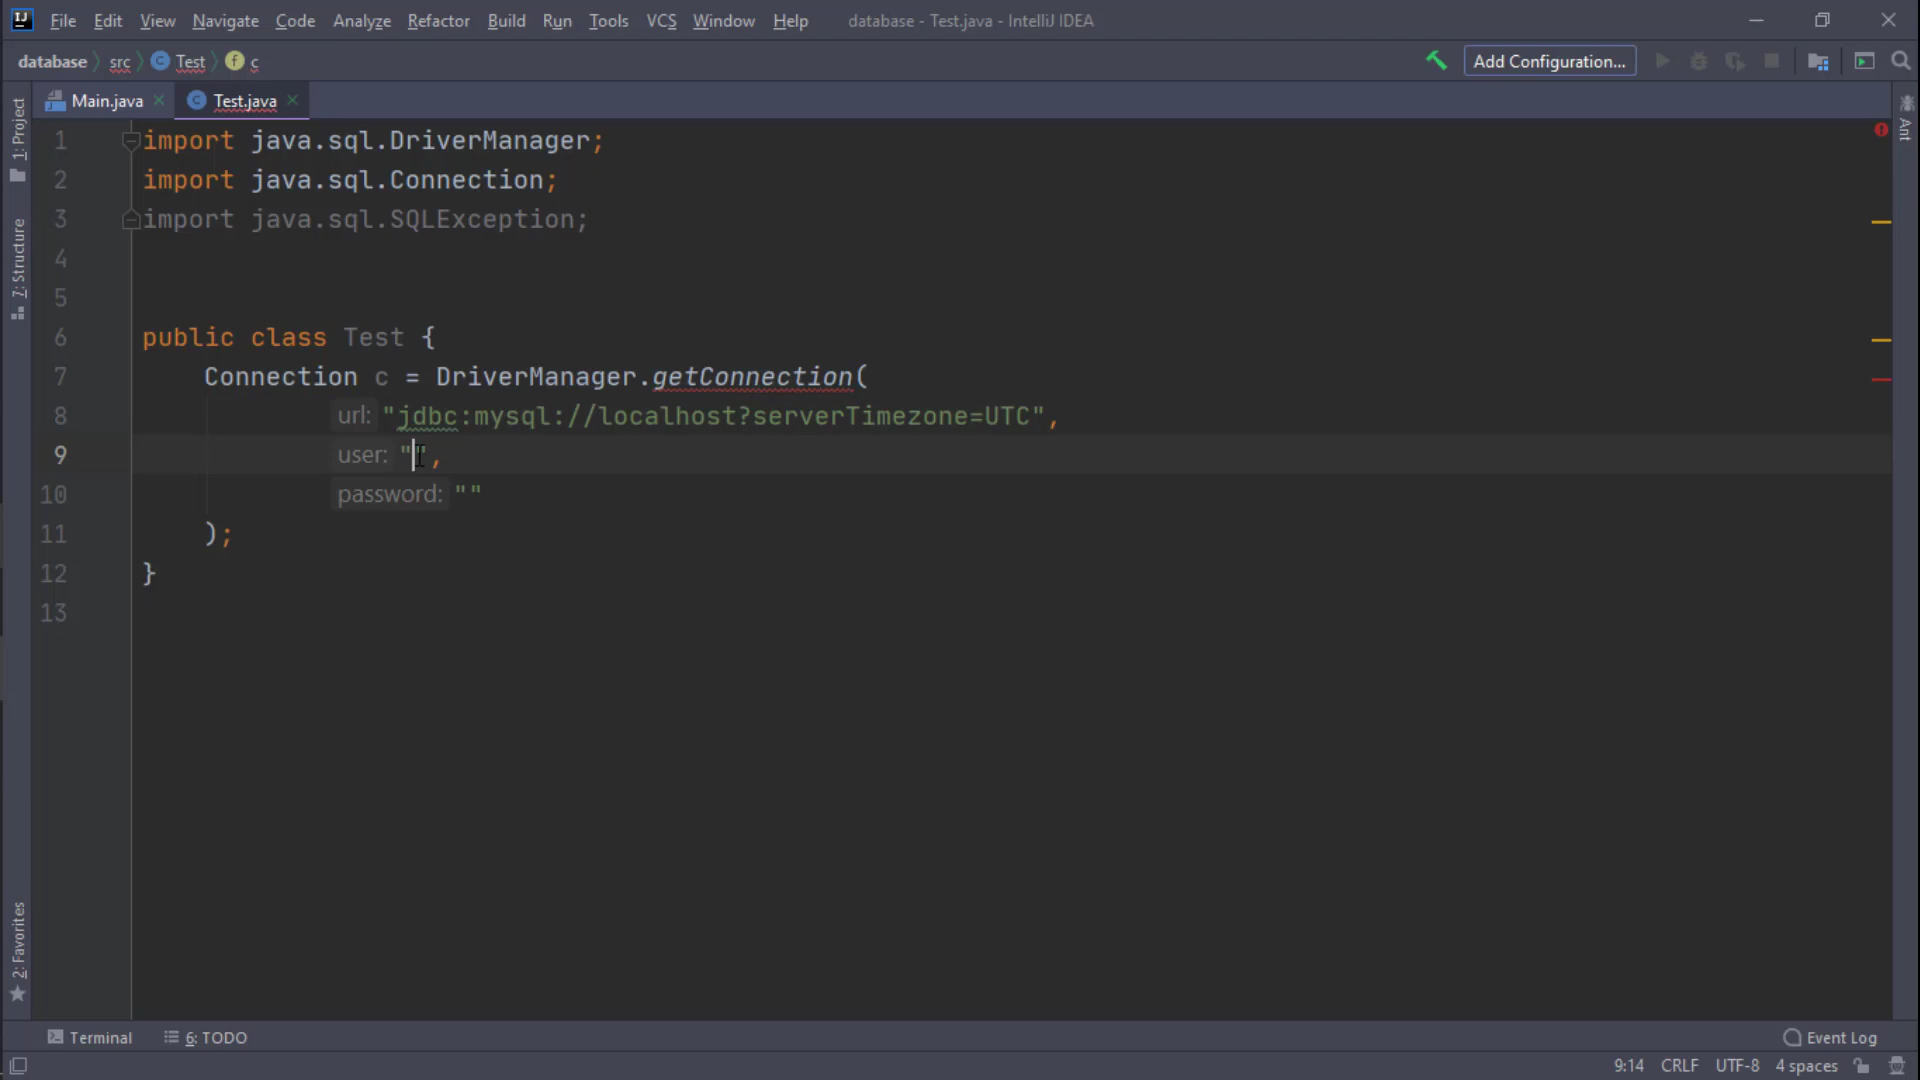 IJ File Edit View Navigate Code Analyze Refactor Build Run Tools VCS Window Help database - Test.java - IntelliJ IDEA
database src C Test f c Add Configuration...
Main.java C Test.java
1: Project
7: Structure
2: Favorites
Ant
1 import java.sql.DriverManager;
2 import java.sql.Connection;
3 import java.sql.SQLException;
4
5
6 public class Test {
7 Connection c = DriverManager.getConnection(
8 url: "jdbc:mysql://localhost?serverTimezone=UTC",
9 user: "",
10 password: ""
11 );
12 }
13
Terminal 6: TODO Event Log
9:14 CRLF UTF-8 4 spaces